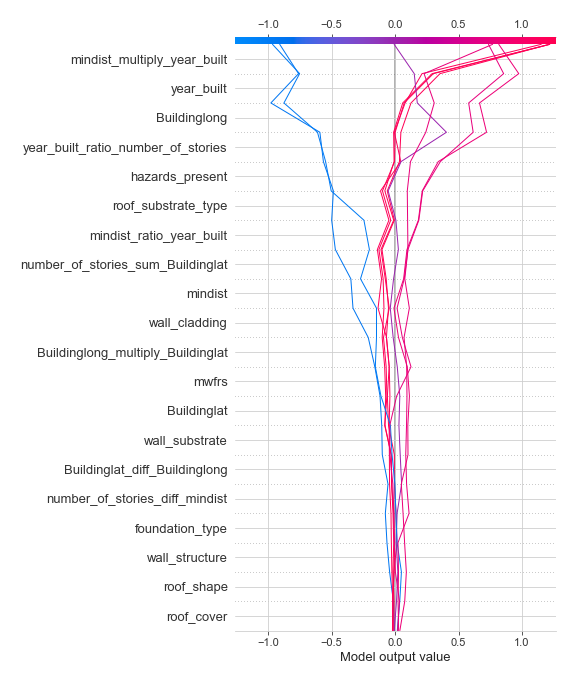 −1.0 −0.5 0.0 0.5 1.0
mindist_multiply_year_built
year_built
Buildinglong
year_built_ratio_number_of_stories
hazards_present
roof_substrate_type
mindist_ratio_year_built
number_of_stories_sum_Buildinglat
mindist
wall_cladding
Buildinglong_multiply_Buildinglat
mwfrs
Buildinglat
wall_substrate
Buildinglat_diff_Buildinglong
number_of_stories_diff_mindist
foundation_type
wall_structure
roof_shape
roof_cover
−1.0 −0.5 0.0 0.5 1.0
Model output value